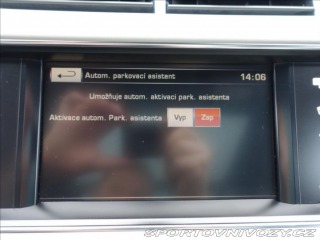 Autom. parkovací asistent 14:06
Umožňuje autom. aktivaci park. asistenta
Aktivace autom. Park. asistenta Vyp Zap
SPORTOVNIVOZY.CZ